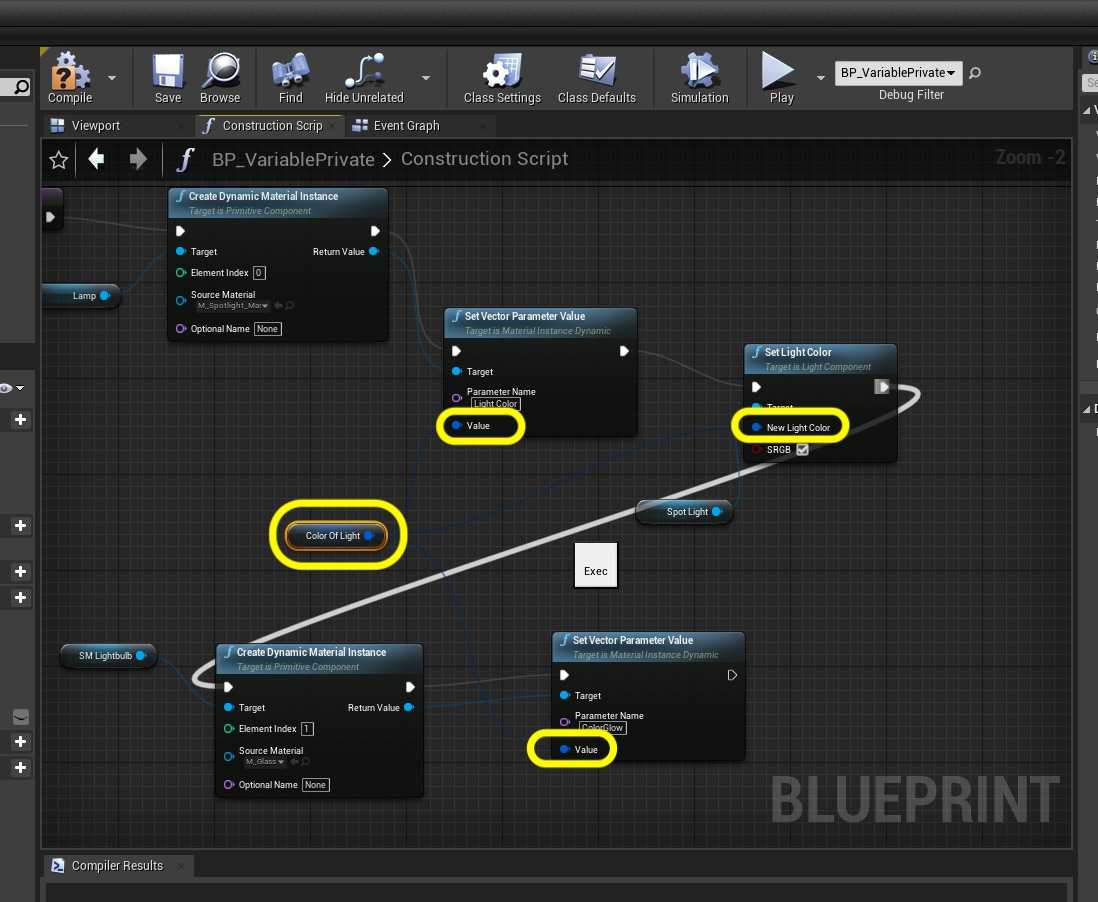 Compile
Save
Browse
Find
Hide Unrelated
Class Settings
Class Defaults
Simulation
Play
BP_VariablePrivate
Debug Filter
Viewport
Construction Scrip
Event Graph
BP_VariablePrivate > Construction Script
Zoom -2
Create Dynamic Material Instance
Target is Primitive Component
Target
Return Value
Element Index 0
Source Material
M_Spotlight_Mar
Optional Name None
Lamp
Set Vector Parameter Value
Target is Material Instance Dynamic
Target
Parameter Name
Light Color
Value
Set Light Color
Target is Light Component
Target
New Light Color
SRGB
Spot Light
Color Of Light
Exec
SM Lightbulb
Create Dynamic Material Instance
Target is Primitive Component
Target
Return Value
Element Index 1
Source Material
M_Glass
Optional Name None
Set Vector Parameter Value
Target is Material Instance Dynamic
Target
Parameter Name
ColorGlow
Value
BLUEPRINT
Compiler Results